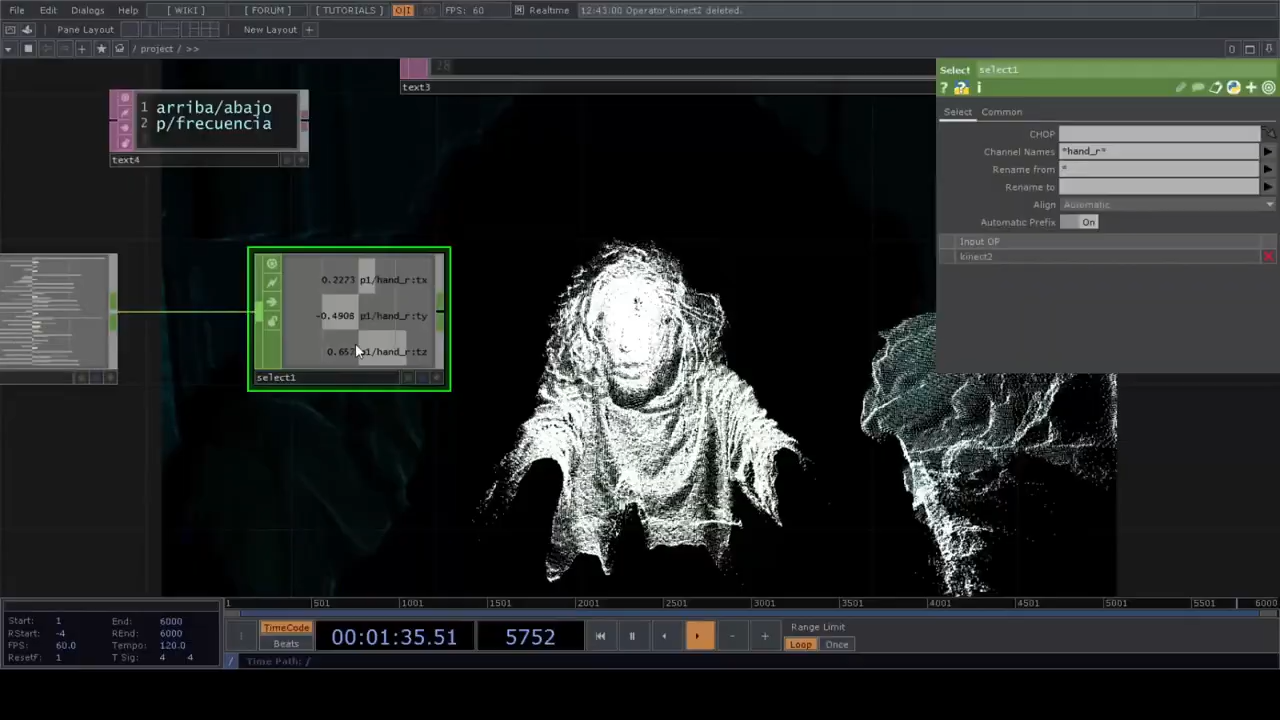 File Edit Dialogs Help [ WIKI ] [ FORUM ] [ TUTORIALS ] O|I 60 FPS: 60 Realtime 12:43:00 Operator kinect2 deleted.
Pane Layout New Layout +
/ project / >> 0
28
text3
1 arriba/abajo
2 p/frecuencia
text4
0.2273 p1/hand_r:tx
-0.4908 p1/hand_r:ty
p1/hand_r:tz
select1
Select select1
Select Common
CHOP
Channel Names *hand_r*
Rename from *
Rename to
Align Automatic
Automatic Prefix On
Input OP
kinect2
1 501 1001 1501 2001 2501 3001 3501 4001 4501 5001 5501 6000
Start: 1 End: 6000
RStart: -4 REnd: 6000
FPS: 60.0 Tempo: 120.0
ResetF: 1 T Sig: 4 4
TimeCode
Beats
00:01:35.51 5752
Range Limit
Loop Once
/ Time Path: /